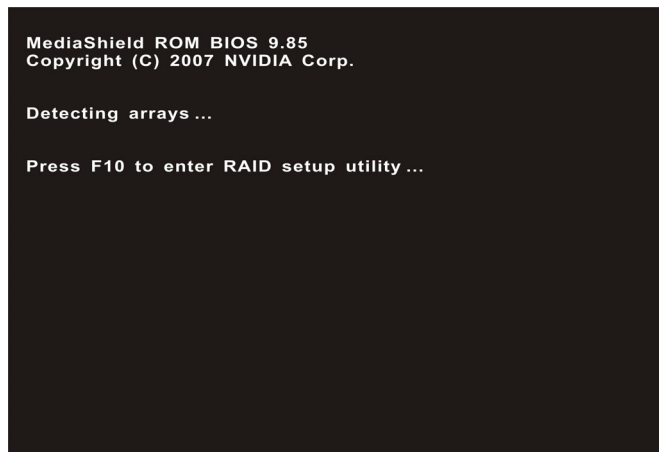 MediaShield ROM BIOS 9.85
Copyright (C) 2007 NVIDIA Corp.
Detecting arrays ...
Press F10 to enter RAID setup utility ...